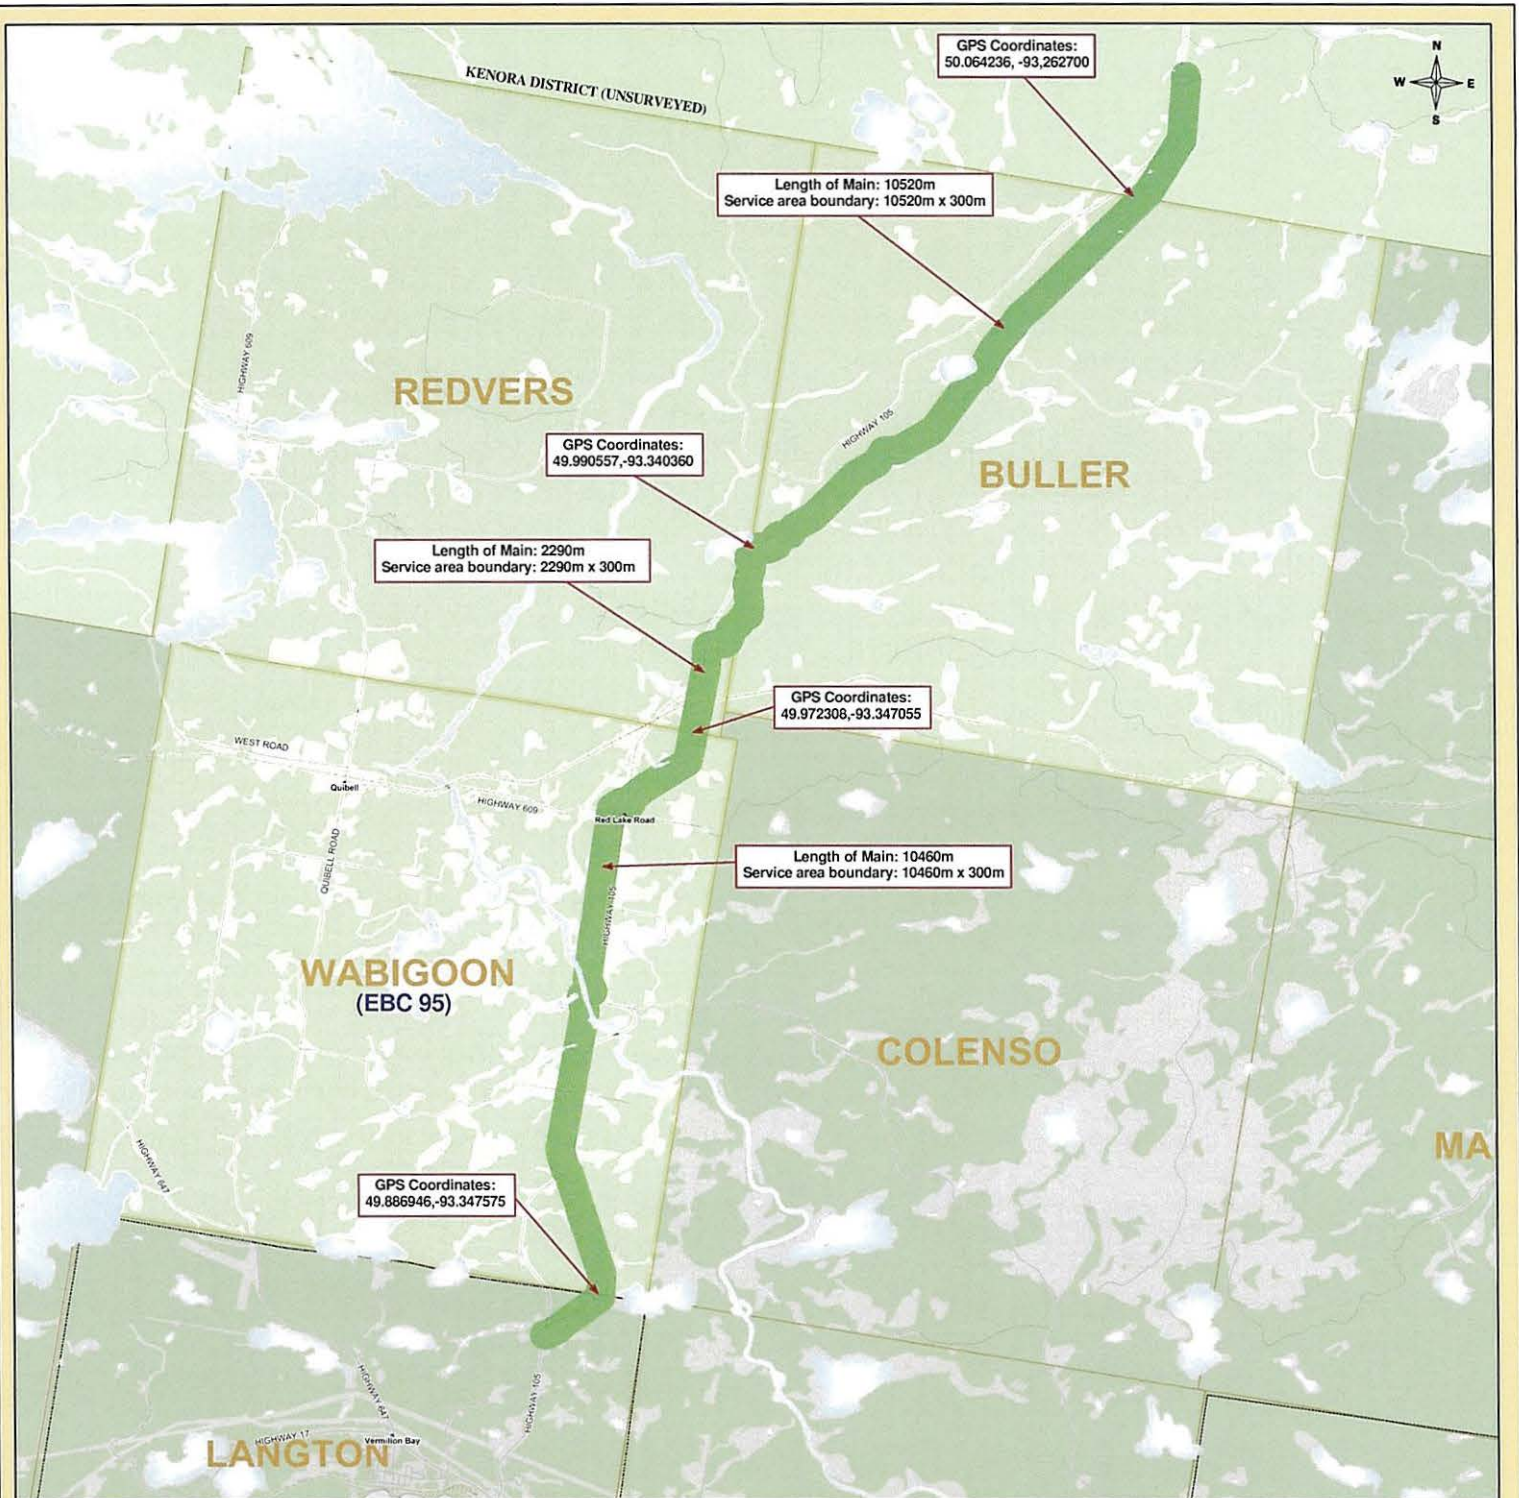 GPS Coordinates:
50.064236, -93,262700
N
W
E
S
KENORA DISTRICT (UNSURVEYED)
Length of Main: 10520m
Service area boundary: 10520m x 300m
HIGHWAY 609
REDVERS
HIGHWAY 105
GPS Coordinates:
49.990557,-93.340360
BULLER
Length of Main: 2290m
Service area boundary: 2290m x 300m
GPS Coordinates:
49.972308,-93.347055
WEST ROAD
Quibell
HIGHWAY 609
Red Lake Road
QUIBELL ROAD
Length of Main: 10460m
Service area boundary: 10460m x 300m
HIGHWAY 105
WABIGOON
(EBC 95)
COLENSO
MA
HIGHWAY 647
GPS Coordinates:
49.886946,-93.347575
HIGHWAY 647
HIGHWAY 105
HIGHWAY 17
Vermilion Bay
LANGTON